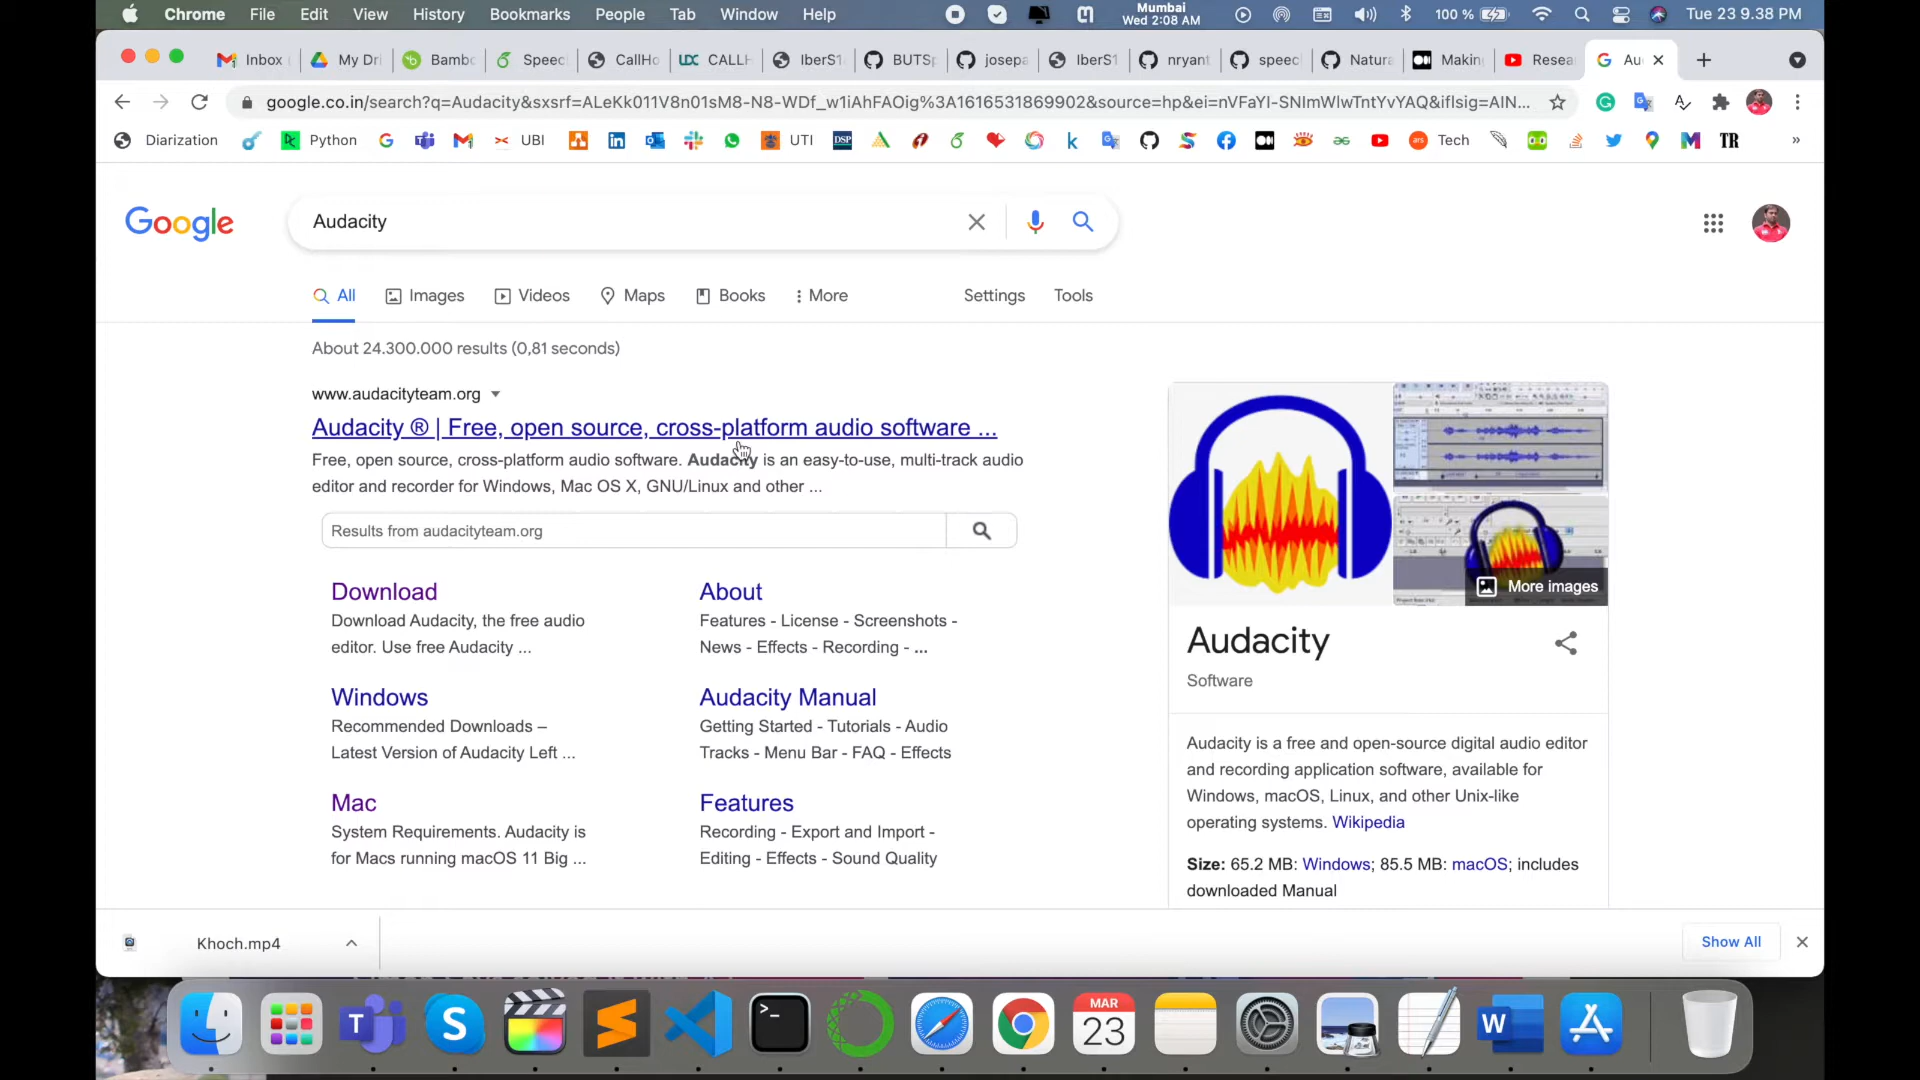 Chrome File Edit View History Bookmarks People Tab Window Help Mumbai Wed 2:08 AM 100 % Tue 23 9.38 PM
Inbox My Dri Bambo Speec CallHo CALLH IberS1 BUTSp josepa IberS1 nryant speec Natura Makin Resea Au
google.co.in/search?q=Audacity&sxsrf=ALeKk011V8n01sM8-N8-WDf_w1iAhFAOig%3A1616531869902&source=hp&ei=nVFaYI-SNImWlwTntYvYAQ&iflsig=AIN...
Diarization Python UBI UTI DSP Tech TR »
Google Audacity
All Images Videos Maps Books More Settings Tools
About 24.300.000 results (0,81 seconds)
www.audacityteam.org
Audacity ® | Free, open source, cross-platform audio software ...
Free, open source, cross-platform audio software. Audacity is an easy-to-use, multi-track audio
editor and recorder for Windows, Mac OS X, GNU/Linux and other ...
Results from audacityteam.org
Download
Download Audacity, the free audio
editor. Use free Audacity ...
About
Features - License - Screenshots -
News - Effects - Recording - ...
Windows
Recommended Downloads –
Latest Version of Audacity Left ...
Audacity Manual
Getting Started - Tutorials - Audio
Tracks - Menu Bar - FAQ - Effects
Mac
System Requirements. Audacity is
for Macs running macOS 11 Big ...
Features
Recording - Export and Import -
Editing - Effects - Sound Quality
More images
Audacity
Software
Audacity is a free and open-source digital audio editor
and recording application software, available for
Windows, macOS, Linux, and other Unix-like
operating systems. Wikipedia
Size: 65.2 MB: Windows; 85.5 MB: macOS; includes
downloaded Manual
Khoch.mp4 Show All
MAR
23